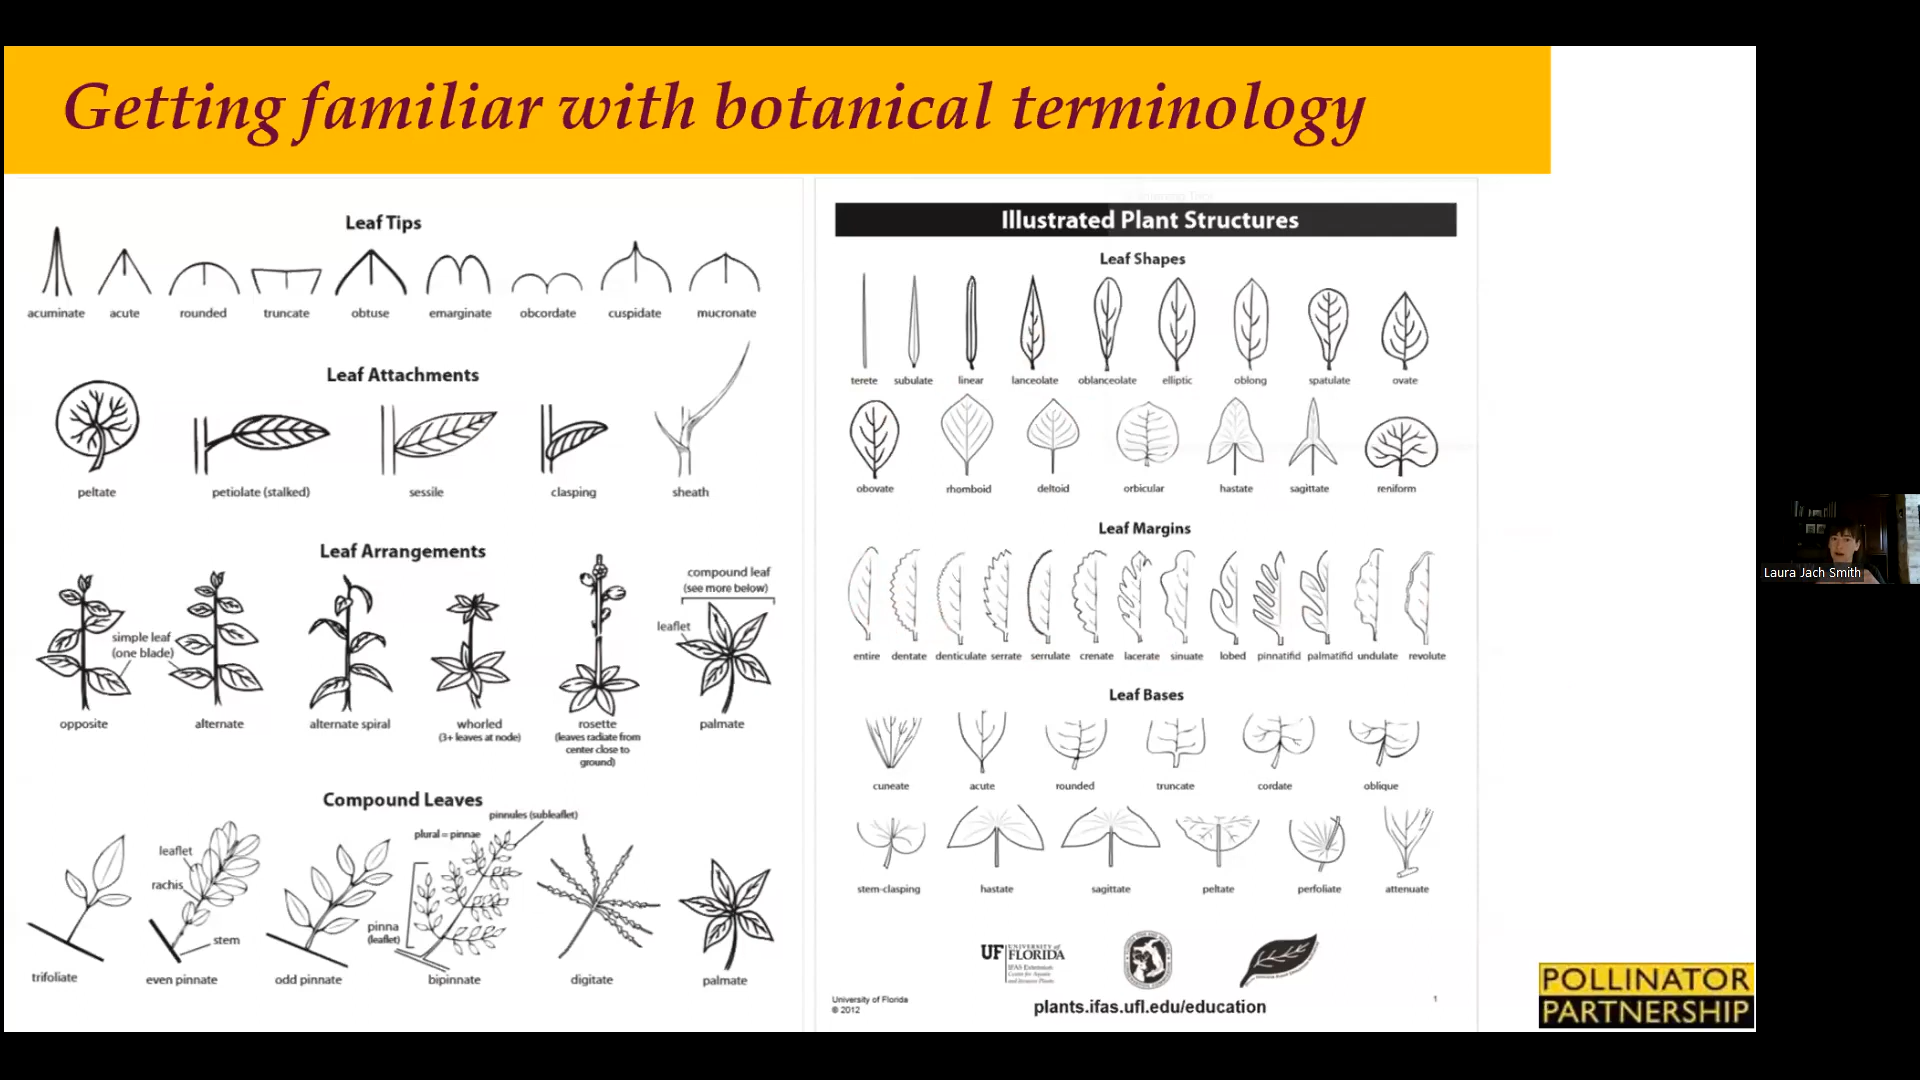 Getting familiar with botanical terminology
Leaf Tips
acuminate acute rounded truncate obtuse emarginate obcordate cuspidate mucronate
Leaf Attachments
peltate petiolate (stalked) sessile clasping sheath
Leaf Arrangements
compound leaf
(see more below)
leaflet
simple leaf
(one blade)
opposite alternate alternate spiral whorled rosette palmate
(3+ leaves at node) (leaves radiate from
center close to
ground)
Compound Leaves
pinnules (subleaflet)
plural = pinnae
leaflet
rachis
pinna
(leaflet)
stem
trifoliate even pinnate odd pinnate bipinnate digitate palmate
Illustrated Plant Structures
Leaf Shapes
terete subulate linear lanceolate oblanceolate elliptic oblong spatulate ovate
obovate rhomboid deltoid orbicular hastate sagittate reniform
Leaf Margins
entire dentate denticulate serrate serrulate crenate lacerate sinuate lobed pinnatifid palmatifid undulate revolute
Leaf Bases
cuneate acute rounded truncate cordate oblique
stem-clasping hastate sagittate peltate perfoliate attenuate
UF UNIVERSITY of
FLORIDA
IFAS Extension
Center for Aquatic
and Invasive Plants
University of Florida
© 2012
plants.ifas.ufl.edu/education
1
POLLINATOR
PARTNERSHIP
Laura Jach Smith